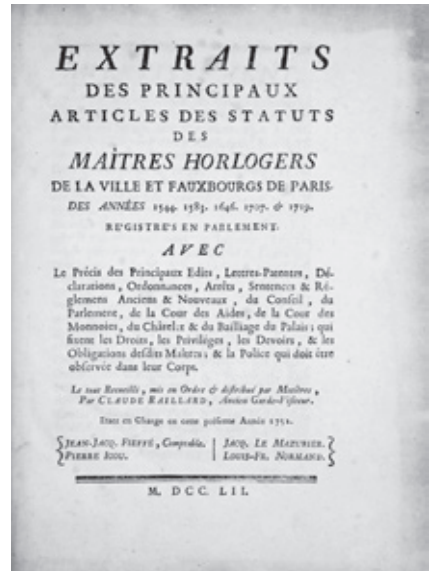 EXTRAITS
DES PRINCIPAUX
ARTICLES DES STATUTS
DES
MAÎTRES HORLOGERS
DE LA VILLE ET FAUXBOURGS DE PARIS.
DES ANNÉES 1544. 1583. 1646. 1707. & 1719.
REGISTRE'S EN PARLEMENT.
AVEC
Le Précis des Principaux Edits, Lettres-Patentes, Dé-
clarations, Ordonnances, Arrêts, Sentences & Ré-
glemens Anciens & Nouveaux, du Conseil, du
Parlement, de la Cour des Aides, de la Cour des
Monnoies, du Châtelet & du Bailliage du Palais; qui
fixent les Droits, les Priviléges, les Devoirs, & les
Obligations desdits Maîtres; & la Police qui doit être
observée dans leur Corps.
Le tout Recueilli, mis en Ordre & distribué par Matières,
Par CLAUDE RAILLARD, Ancien Garde-Visiteur.
Etant en Charge en cette présente Année 1751.
JEAN-JACQ. FIEFFÉ, Comptable. JACQ. LE MAZURIER.
PIERRE LOUIS-FR. NORMAND.
M. DCC. LII.